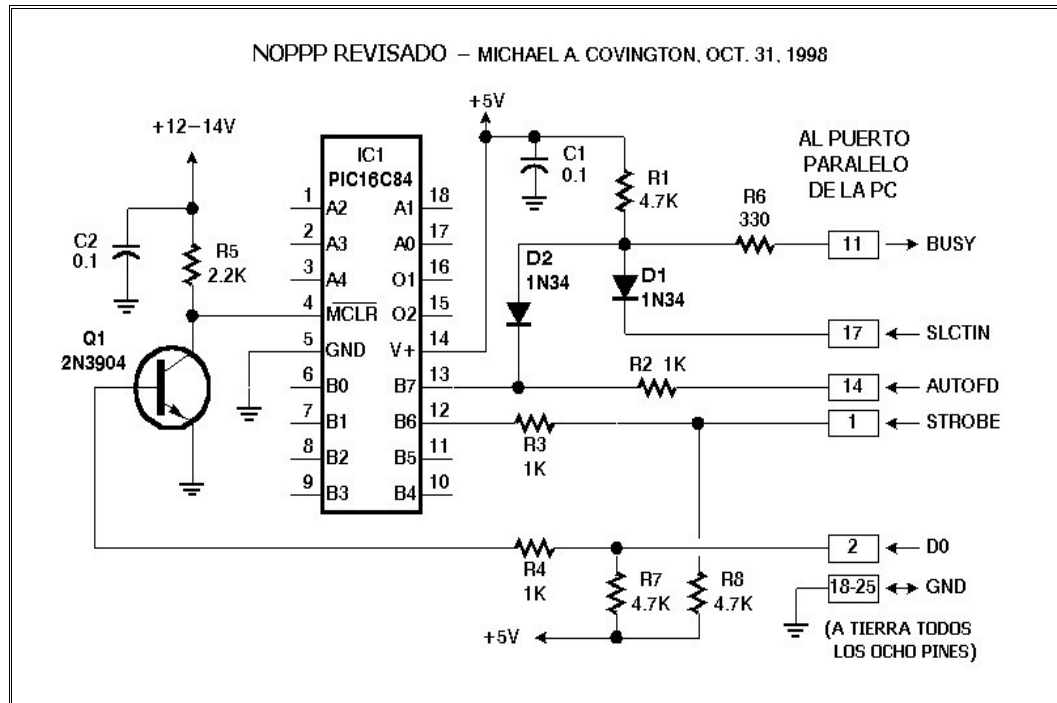 NOPPP REVISADO – MICHAEL A. COVINGTON, OCT. 31, 1998
+12–14V
+5V
AL PUERTO
PARALELO
DE LA PC
IC1
PIC16C84
C1
0.1
R1
4.7K
R6
330
C2
0.1
R5
2.2K
Q1
2N3904
1 A2
2 A3
3 A4
4 MCLR
5 GND
6 B0
7 B1
8 B2
9 B3
A1 18
A0 17
O1 16
O2 15
V+ 14
B7 13
B6 12
B5 11
B4 10
D2
1N34
D1
1N34
11 BUSY
17 SLCTIN
R2 1K
14 AUTOFD
1 STROBE
R3
1K
R4
1K
2 D0
R7
4.7K
R8
4.7K
18-25 GND
+5V
(A TIERRA TODOS
LOS OCHO PINES)